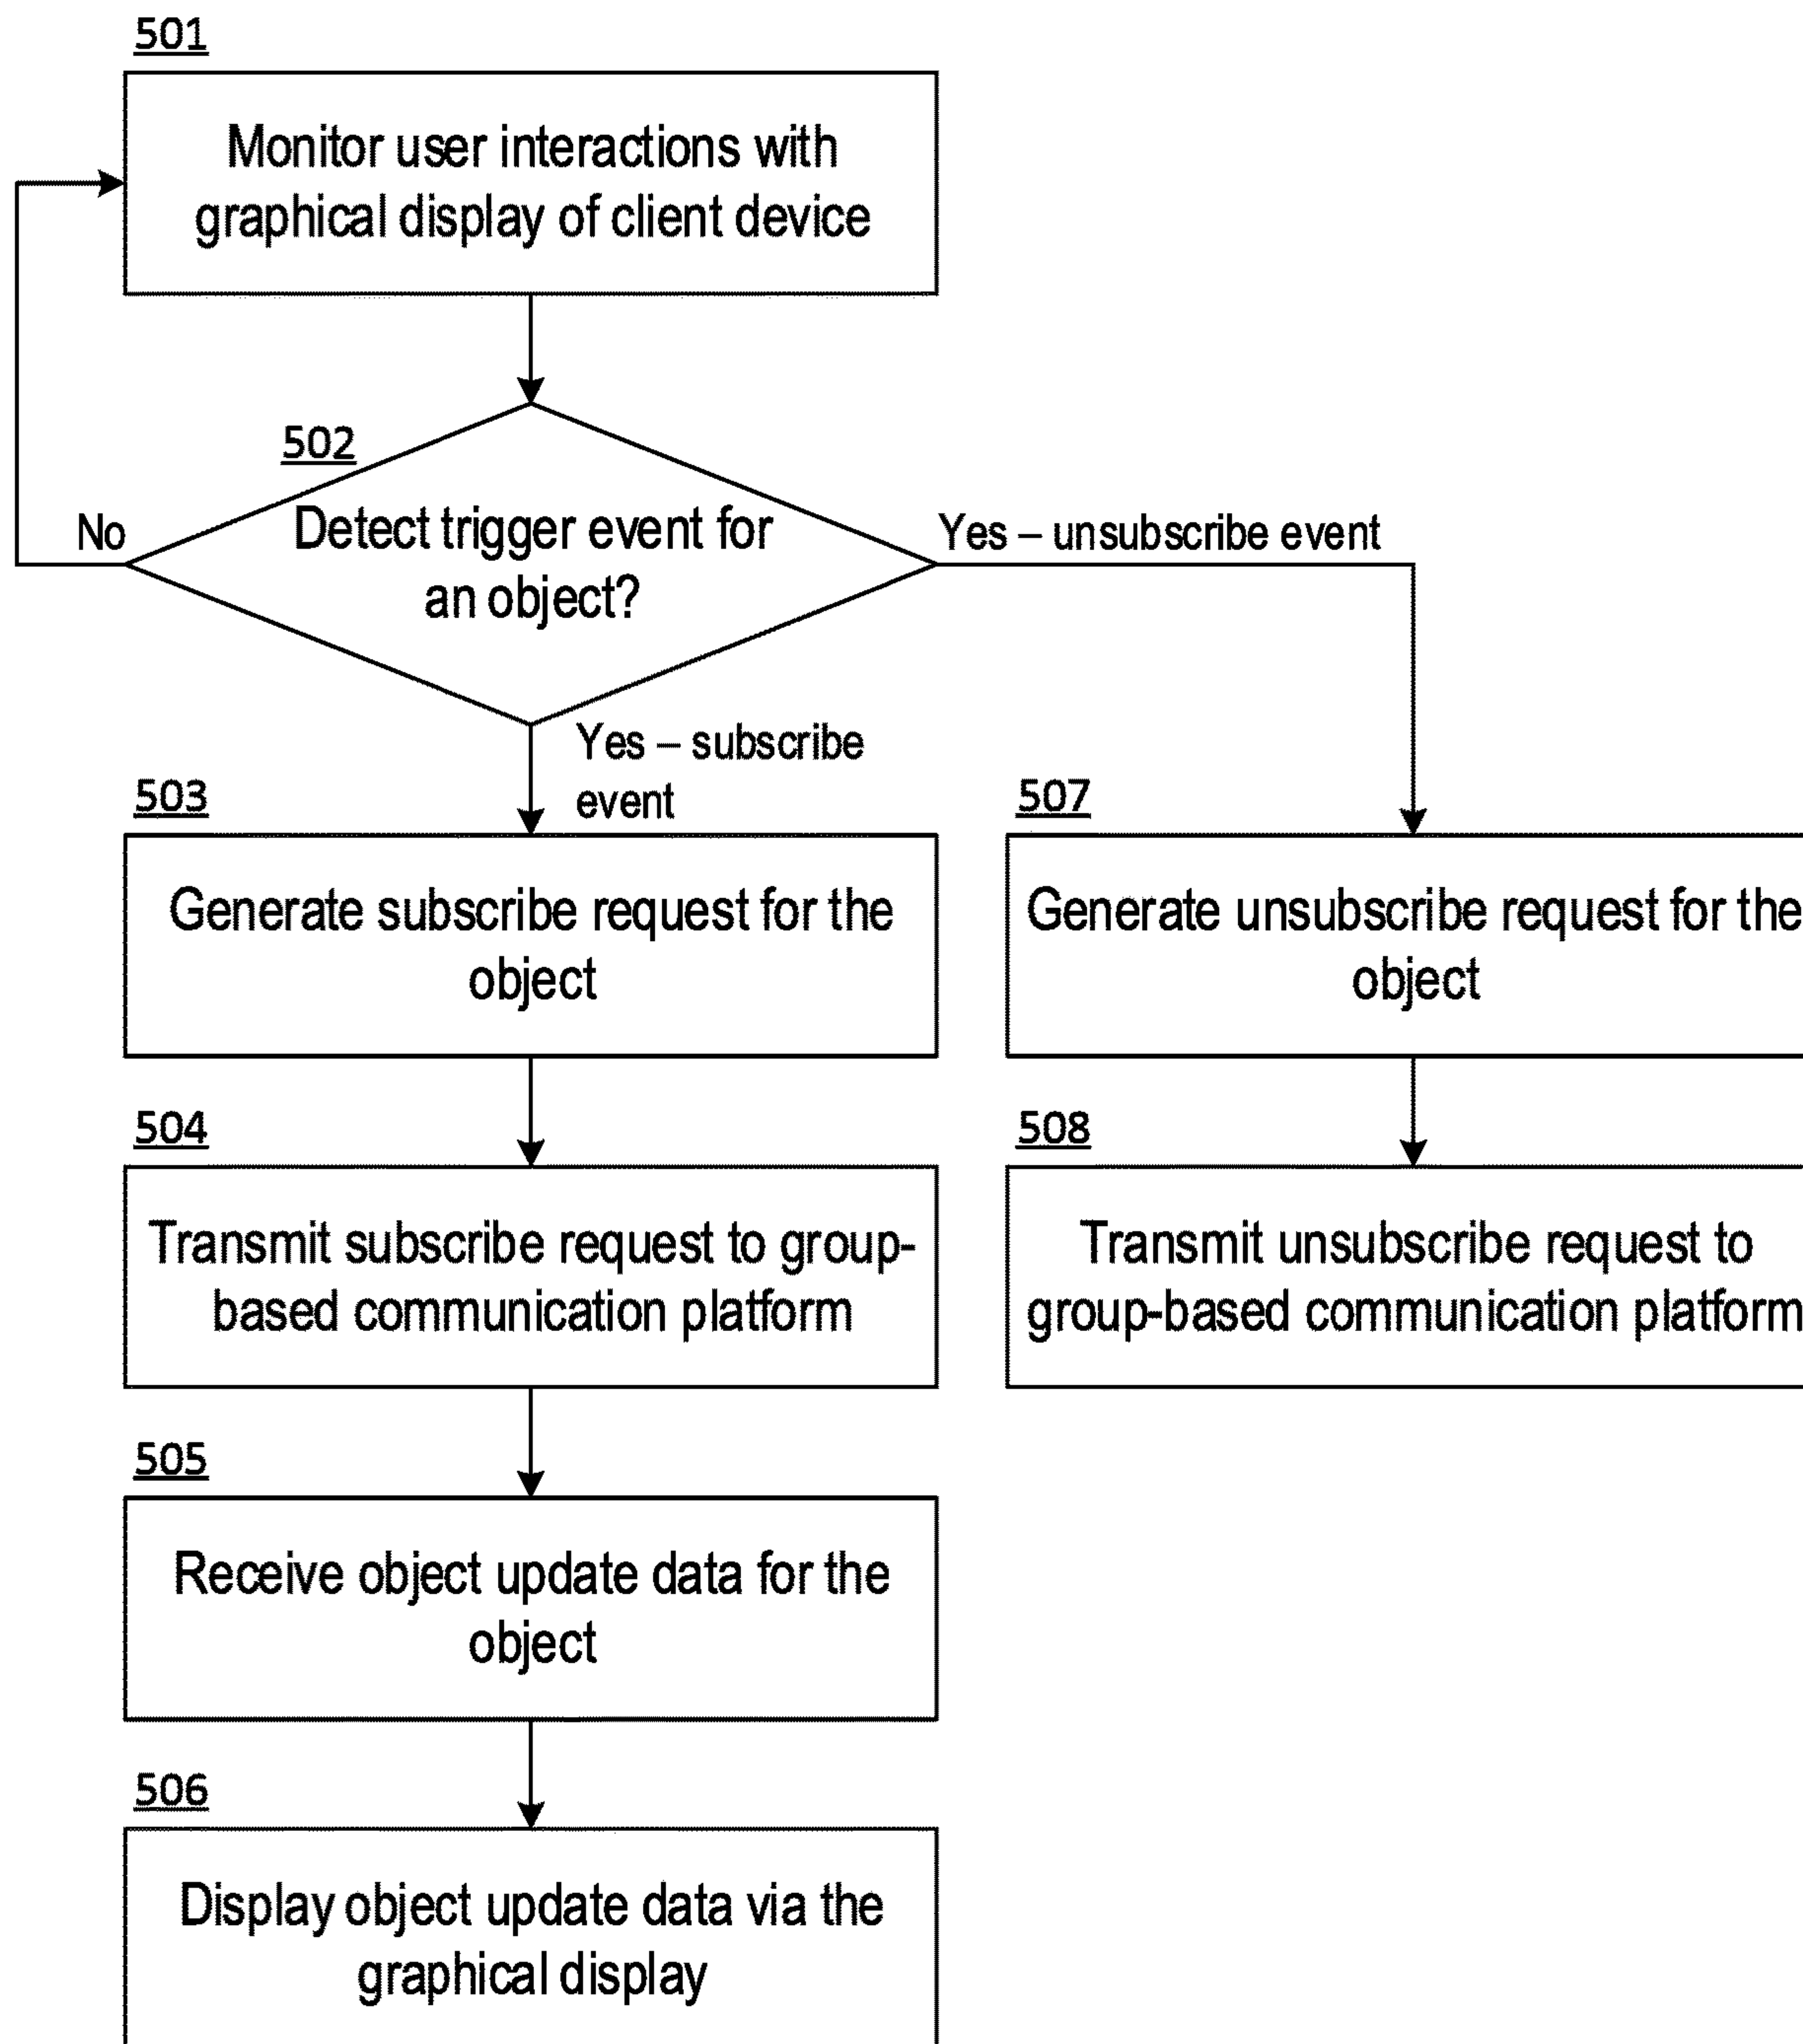 501
Monitor user interactions with
graphical display of client device
502
No
Detect trigger event for
an object?
Yes – unsubscribe event
Yes – subscribe
event
503
Generate subscribe request for the
object
507
Generate unsubscribe request for the
object
504
Transmit subscribe request to group-
based communication platform
508
Transmit unsubscribe request to
group-based communication platform
505
Receive object update data for the
object
506
Display object update data via the
graphical display